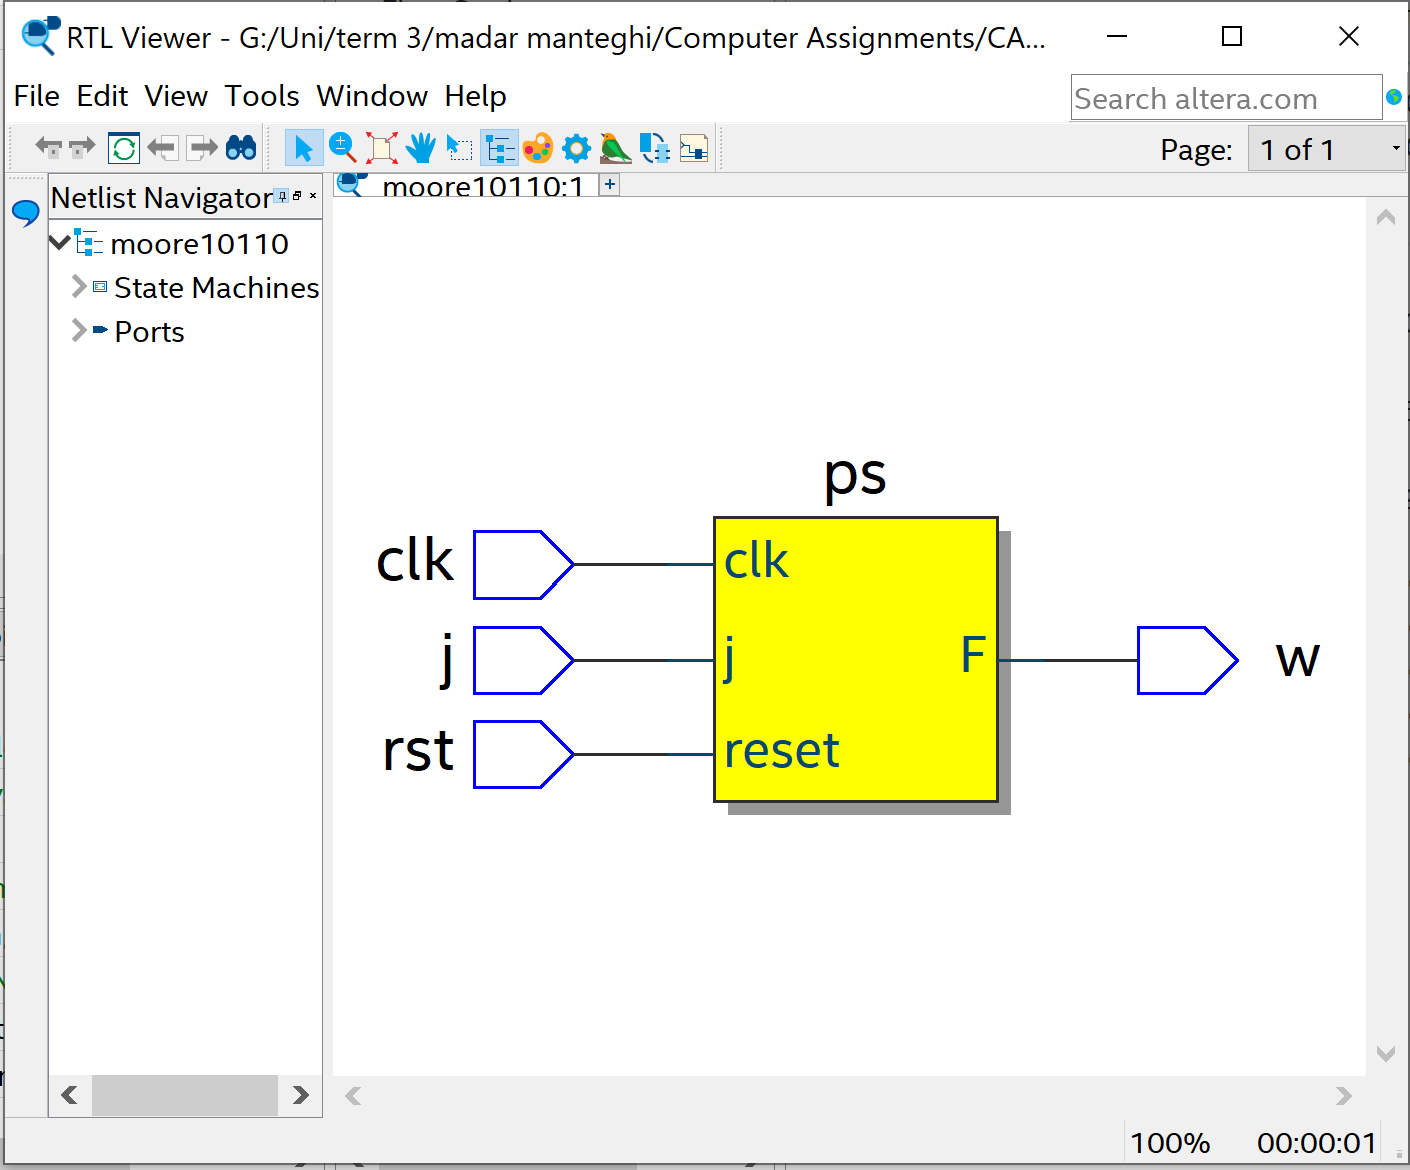 RTL Viewer - G:/Uni/term 3/madar manteghi/Computer Assignments/CA...
File Edit View Tools Window Help
Search altera.com
Page: 1 of 1
Netlist Navigator
moore10110:1
moore10110
State Machines
Ports
ps
clk clk
j j F w
rst reset
100% 00:00:01